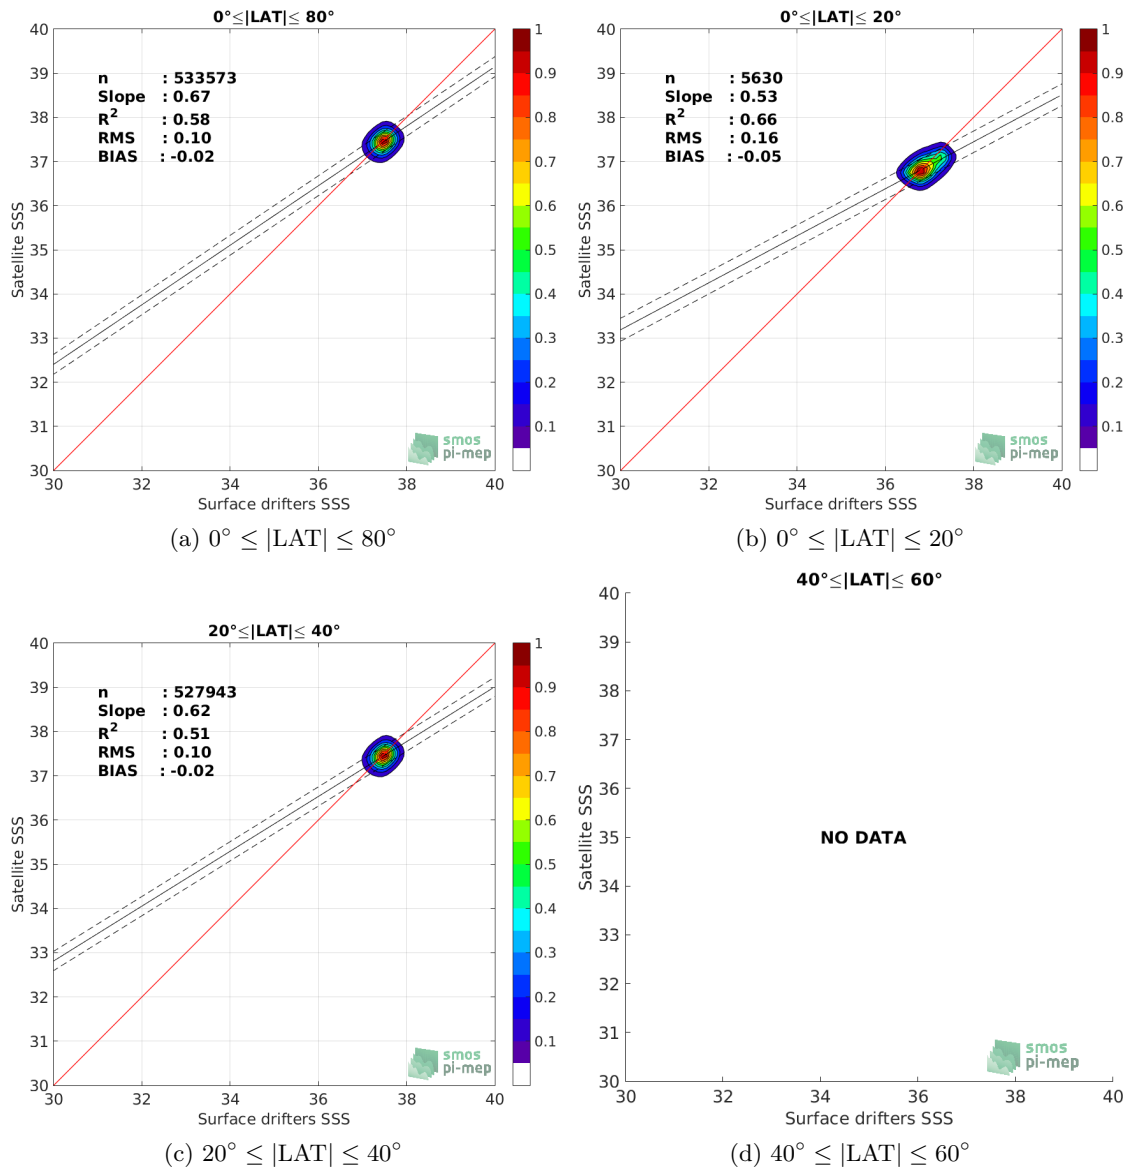 0°≤|LAT|≤ 80°
40
39
38
37
36
35
34
33
32
31
30
Satellite SSS
n : 533573
Slope : 0.67
R² : 0.58
RMS : 0.10
BIAS : -0.02
smos
pi-mep
30 32 34 36 38 40
Surface drifters SSS
1
0.9
0.8
0.7
0.6
0.5
0.4
0.3
0.2
0.1
(a) 0° ≤ |LAT| ≤ 80°
0°≤|LAT|≤ 20°
40
39
38
37
36
35
34
33
32
31
30
Satellite SSS
n : 5630
Slope : 0.53
R² : 0.66
RMS : 0.16
BIAS : -0.05
smos
pi-mep
30 32 34 36 38 40
Surface drifters SSS
1
0.9
0.8
0.7
0.6
0.5
0.4
0.3
0.2
0.1
(b) 0° ≤ |LAT| ≤ 20°
20°≤|LAT|≤ 40°
40
39
38
37
36
35
34
33
32
31
30
Satellite SSS
n : 527943
Slope : 0.62
R² : 0.51
RMS : 0.10
BIAS : -0.02
smos
pi-mep
30 32 34 36 38 40
Surface drifters SSS
1
0.9
0.8
0.7
0.6
0.5
0.4
0.3
0.2
0.1
(c) 20° ≤ |LAT| ≤ 40°
40°≤|LAT|≤ 60°
40
39
38
37
36
35
34
33
32
31
30
Satellite SSS
NO DATA
smos
pi-mep
30 32 34 36 38 40
Surface drifters SSS
(d) 40° ≤ |LAT| ≤ 60°